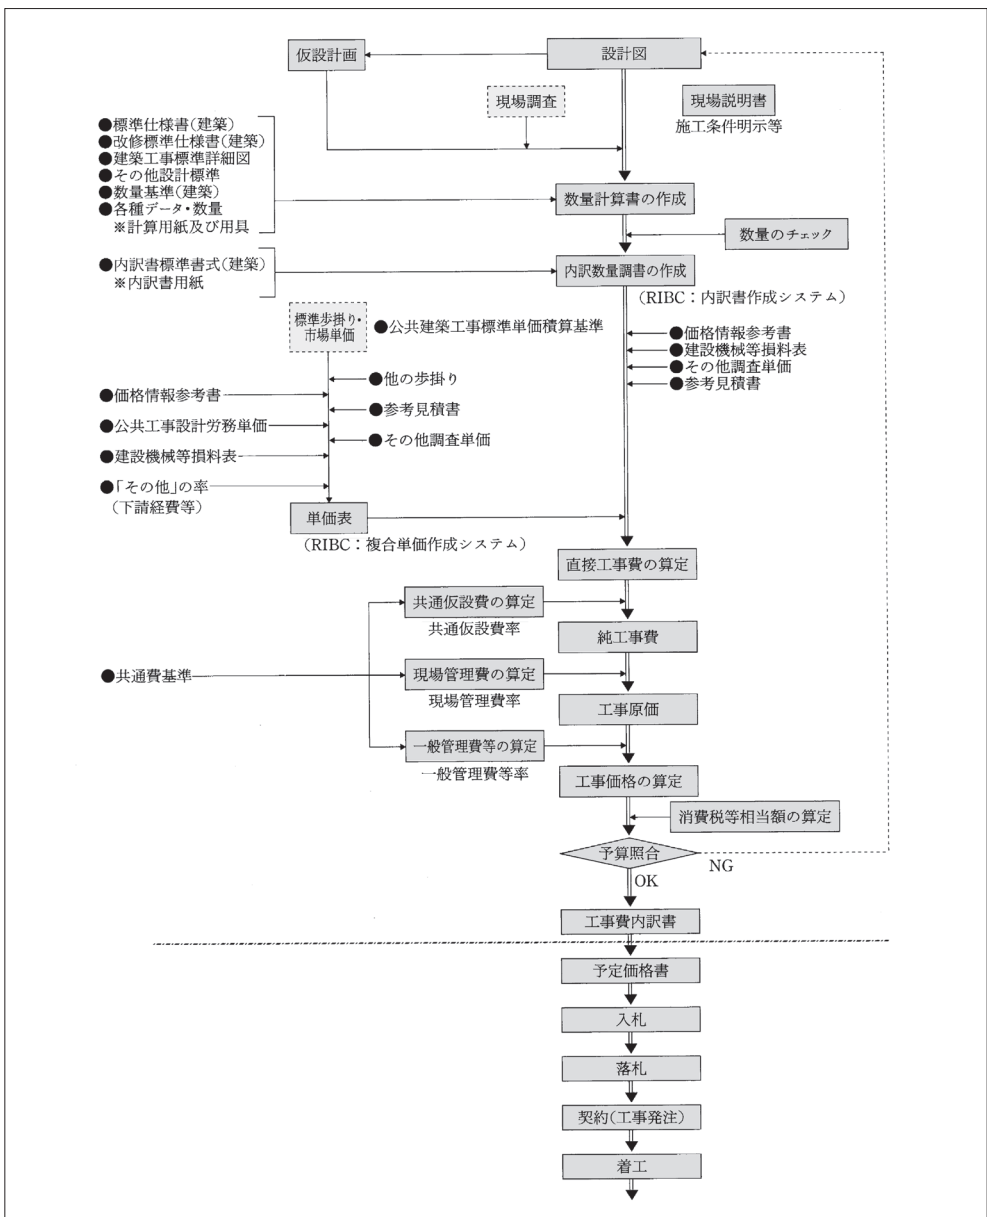 仮設計画
設計図
現場調査
現場説明書
施工条件明示等
●標準仕様書(建築)
●改修標準仕様書(建築)
●建築工事標準詳細図
●その他設計標準
●数量基準(建築)
●各種データ・数量
※計算用紙及び用具
数量計算書の作成
数量のチェック
●内訳書標準書式(建築)
※内訳書用紙
内訳数量調書の作成
(RIBC：内訳書作成システム)
標準歩掛り・
市場単価
●公共建築工事標準単価積算基準
●価格情報参考書
●建設機械等損料表
●その他調査単価
●参考見積書
●他の歩掛り
●価格情報参考書
●参考見積書
●公共工事設計労務単価
●その他調査単価
●建設機械等損料表
●「その他」の率
(下請経費等)
単価表
(RIBC：複合単価作成システム)
直接工事費の算定
共通仮設費の算定
共通仮設費率
純工事費
●共通費基準
現場管理費の算定
現場管理費率
工事原価
一般管理費等の算定
一般管理費等率
工事価格の算定
消費税等相当額の算定
予算照合
NG
OK
工事費内訳書
予定価格書
入札
落札
契約(工事発注)
着工